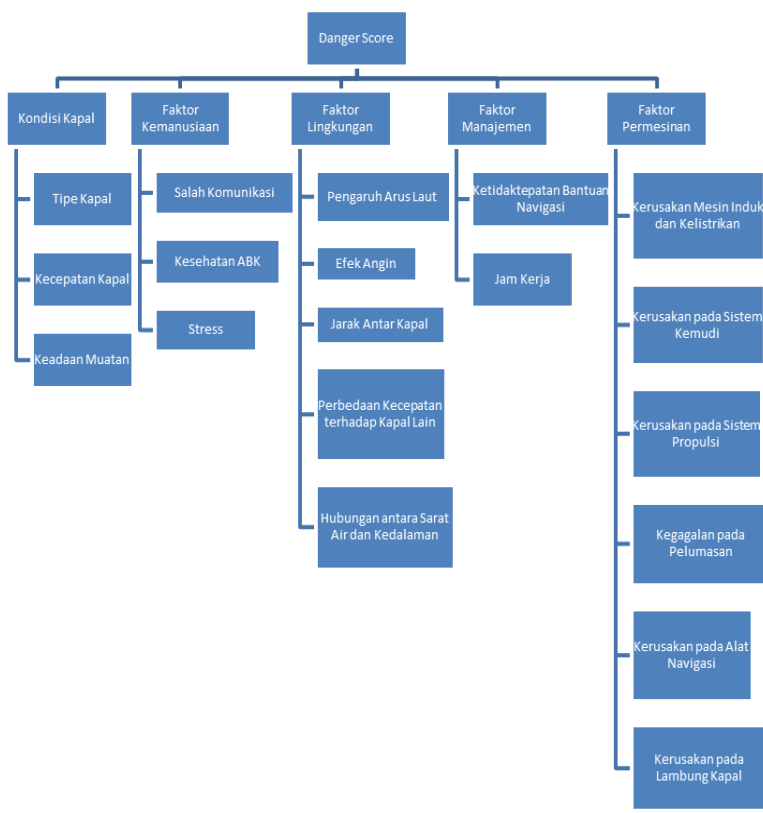 Danger Score
Kondisi Kapal
Tipe Kapal
Kecepatan Kapal
Keadaan Muatan
Faktor
Kemanusiaan
Salah Komunikasi
Kesehatan ABK
Stress
Faktor
Lingkungan
Pengaruh Arus Laut
Efek Angin
Jarak Antar Kapal
Perbedaan Kecepatan
terhadap Kapal Lain
Hubungan antara Sarat
Air dan Kedalaman
Faktor
Manajemen
Ketidaktepatan Bantuan
Navigasi
Jam Kerja
Faktor
Permesinan
Kerusakan Mesin Induk
dan Kelistrikan
Kerusakan pada Sistem
Kemudi
Kerusakan pada Sistem
Propulsi
Kegagalan pada
Pelumasan
Kerusakan pada Alat
Navigasi
Kerusakan pada
Lambung Kapal